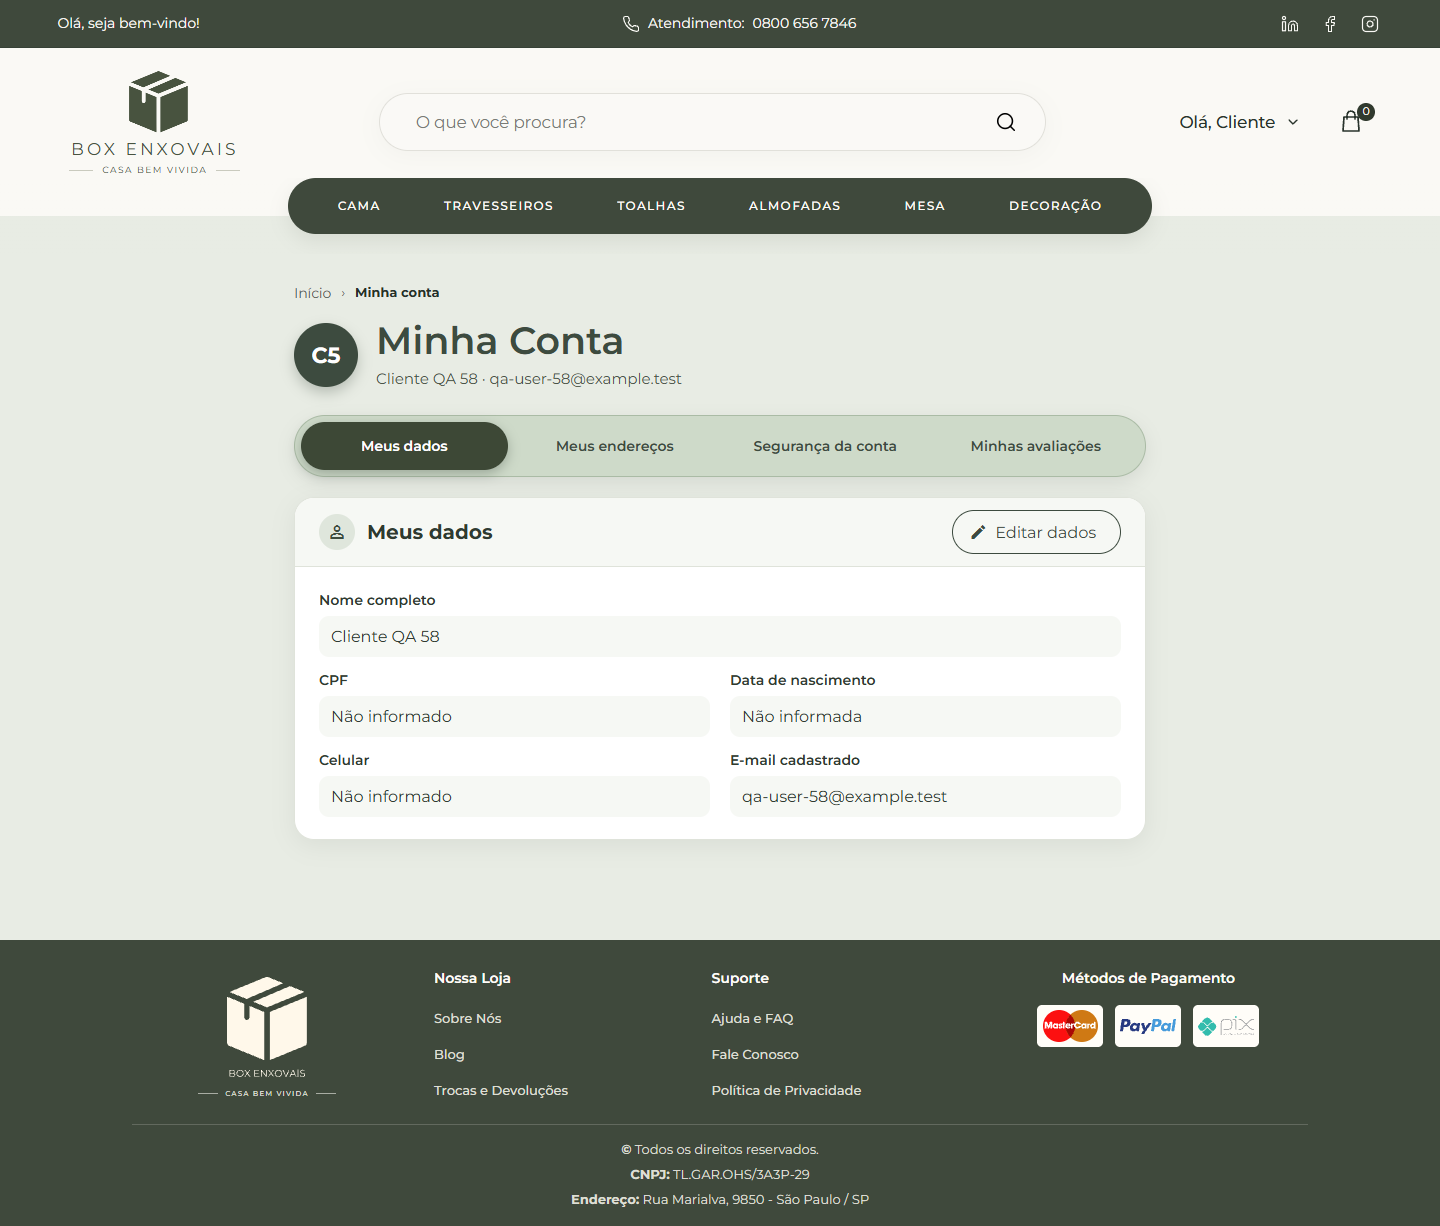 Olá, seja bem-vindo!
Atendimento: 0800 656 7846
BOX ENXOVAIS
CASA BEM VIVIDA
O que você procura?
Olá, Cliente
0
CAMA TRAVESSEIROS TOALHAS ALMOFADAS MESA DECORAÇÃO
Início › Minha conta
C5
Minha Conta
Cliente QA 58 · qa-user-58@example.test
Meus dados Meus endereços Segurança da conta Minhas avaliações
Meus dados
Editar dados
Nome completo
Cliente QA 58
CPF
Não informado
Data de nascimento
Não informada
Celular
Não informado
E-mail cadastrado
qa-user-58@example.test
BOX ENXOVAIS
CASA BEM VIVIDA
Nossa Loja
Sobre Nós
Blog
Trocas e Devoluções
Suporte
Ajuda e FAQ
Fale Conosco
Política de Privacidade
Métodos de Pagamento
MasterCard
PayPal
pix
© Todos os direitos reservados.
CNPJ: TL.GAR.OHS/3A3P-29
Endereço: Rua Marialva, 9850 - São Paulo / SP